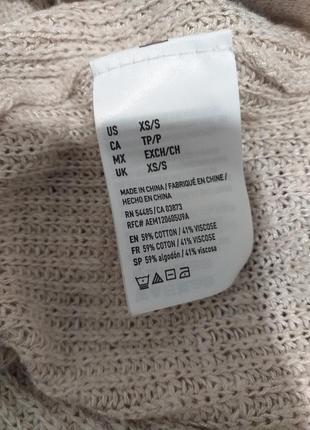 US XS/S
CA TP/P
MX EXCH/CH
UK XS/S
MADE IN CHINA / FABRIQUÉ EN CHINE /
HECHO EN CHINA
RN 54485 / CA 03873
RFC# AEM120605U9A
EN 59% COTTON / 41% VISCOSE
FR 59% COTON / 41% VISCOSE
SP 59% algodón / 41% viscosa